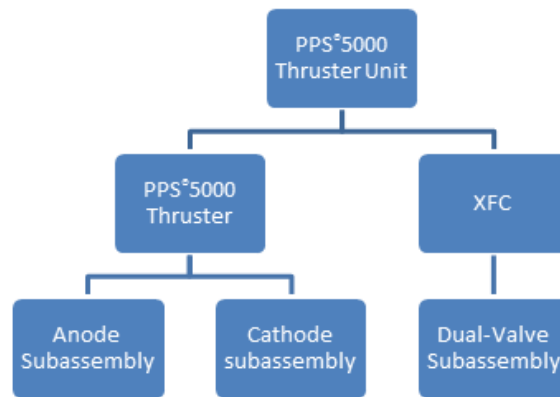 PPS®5000
Thruster Unit
PPS®5000
Thruster
XFC
Anode
Subassembly
Cathode
subassembly
Dual-Valve
Subassembly